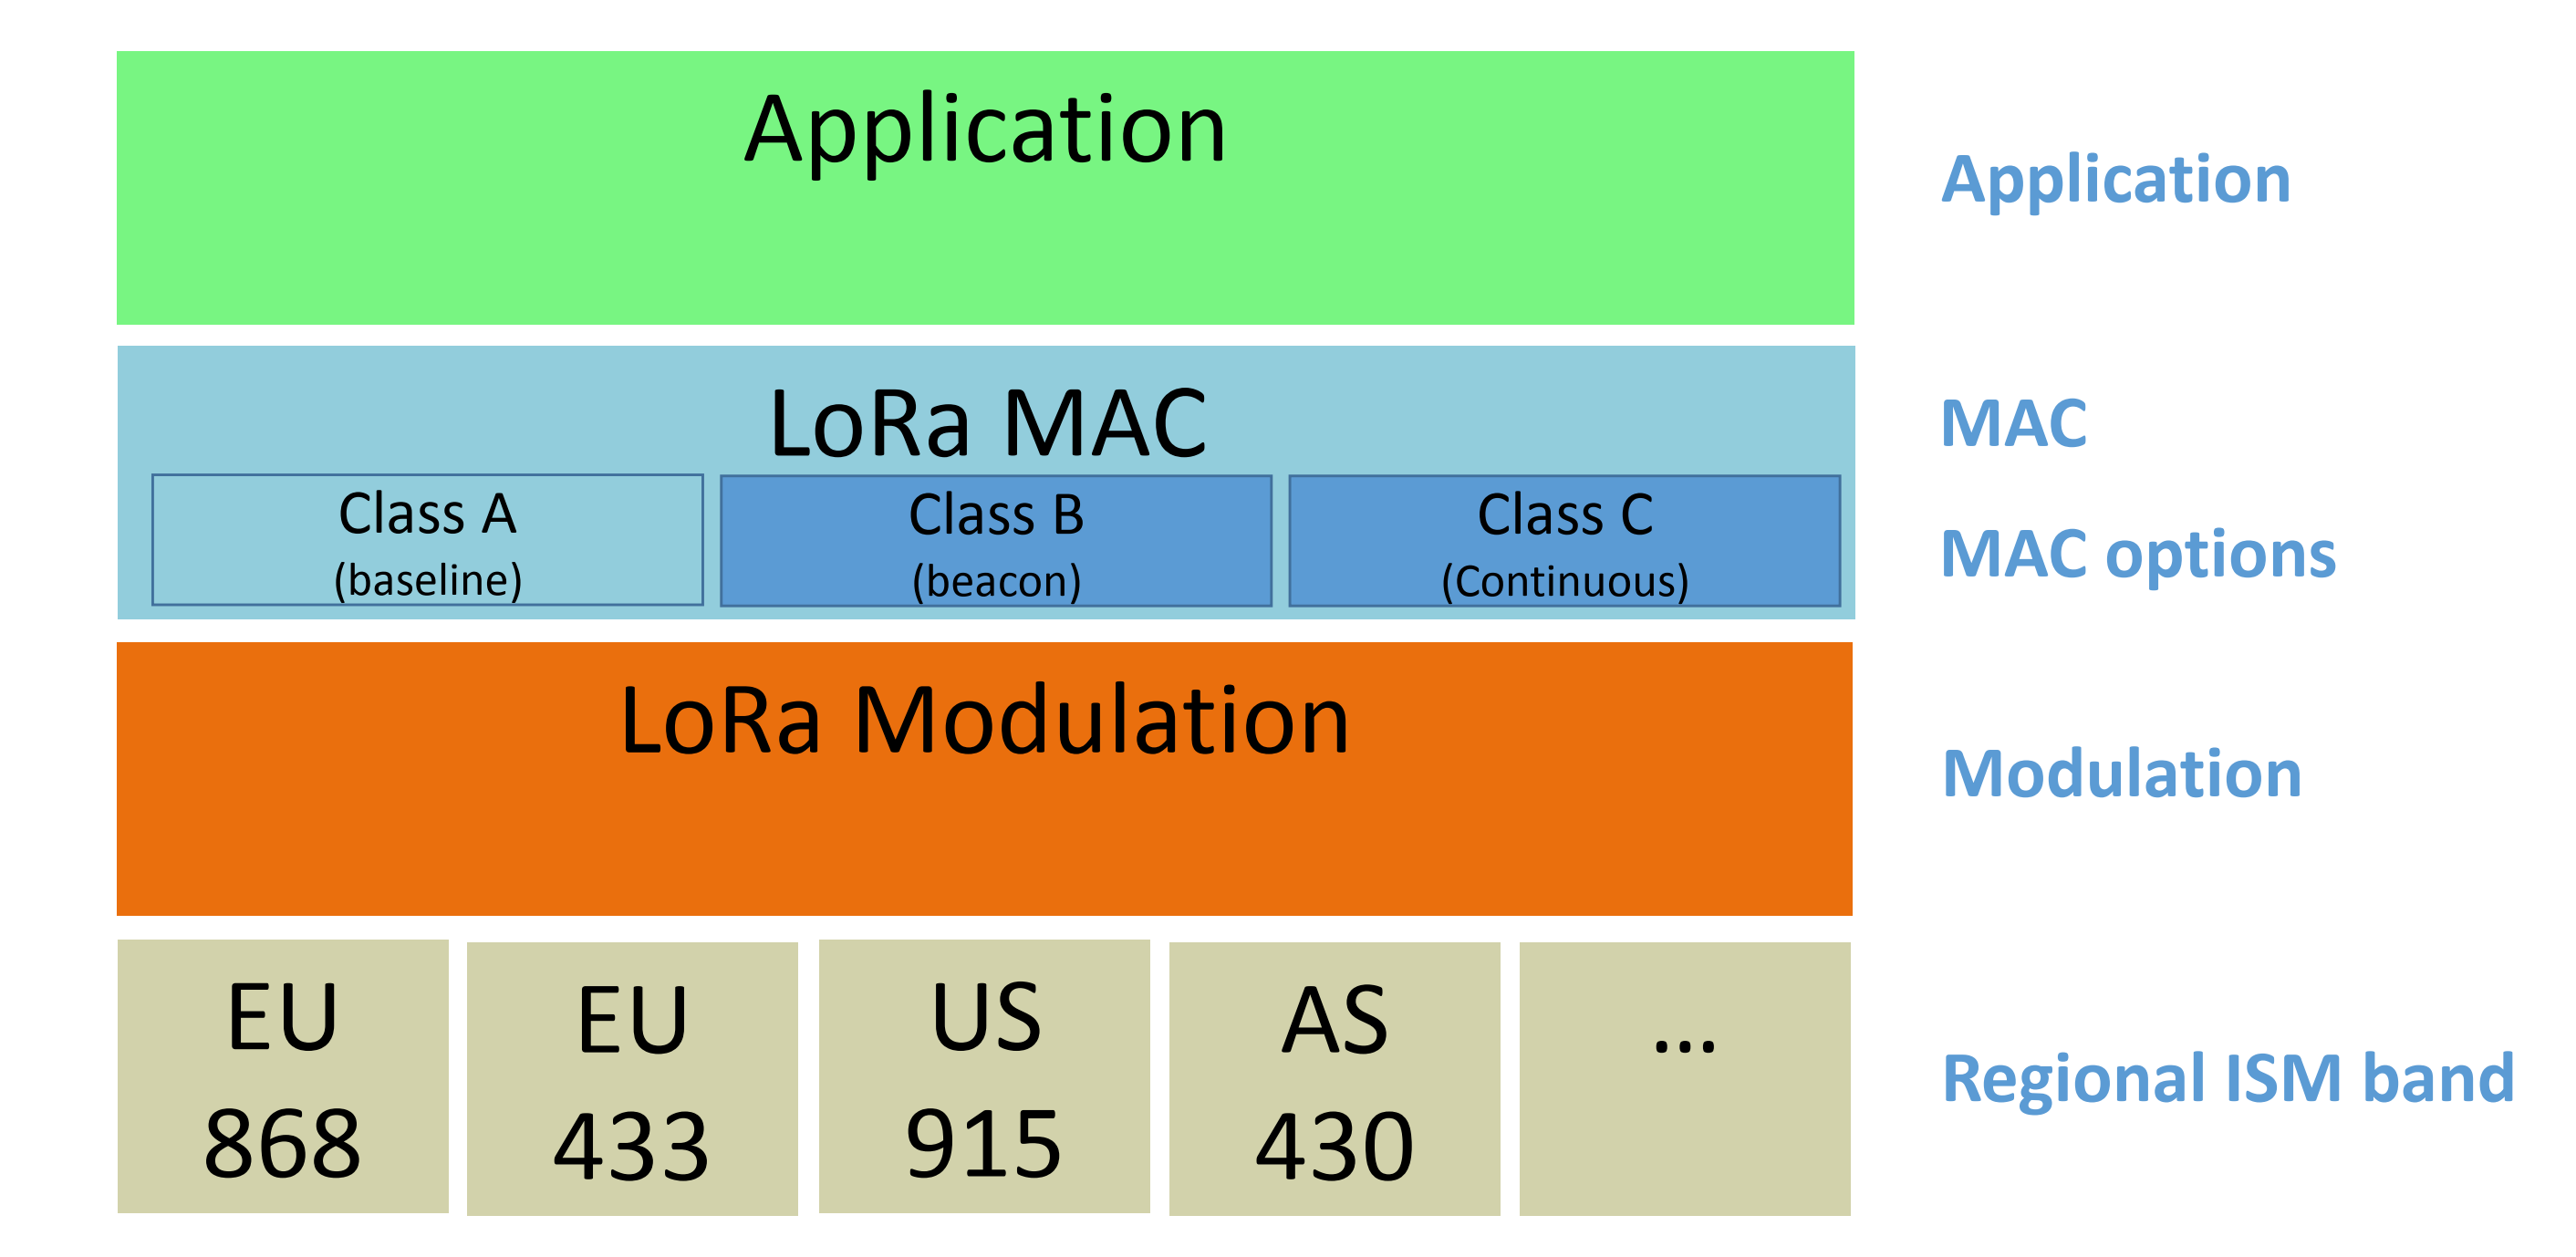 Application
Application
LoRa MAC
MAC
Class A
(baseline)
Class B
(beacon)
Class C
(Continuous)
MAC options
LoRa Modulation
Modulation
EU
868
EU
433
US
915
AS
430
...
Regional ISM band